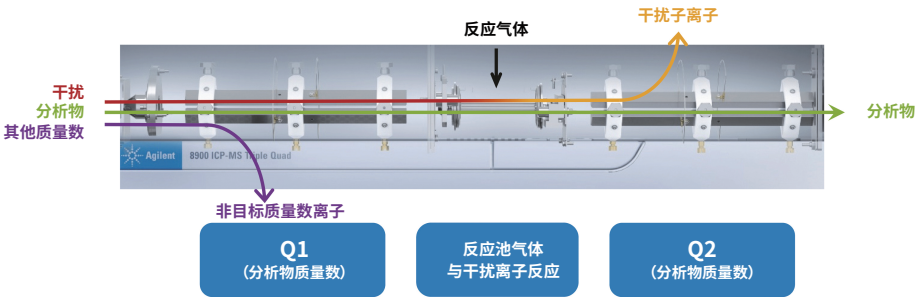 干扰子离子
反应气体
干扰
分析物
分析物
其他质量数
Agilent
8900 ICP-MS Triple Quad
非目标质量数离子
Q1
（分析物质量数）
反应池气体
与干扰离子反应
Q2
（分析物质量数）